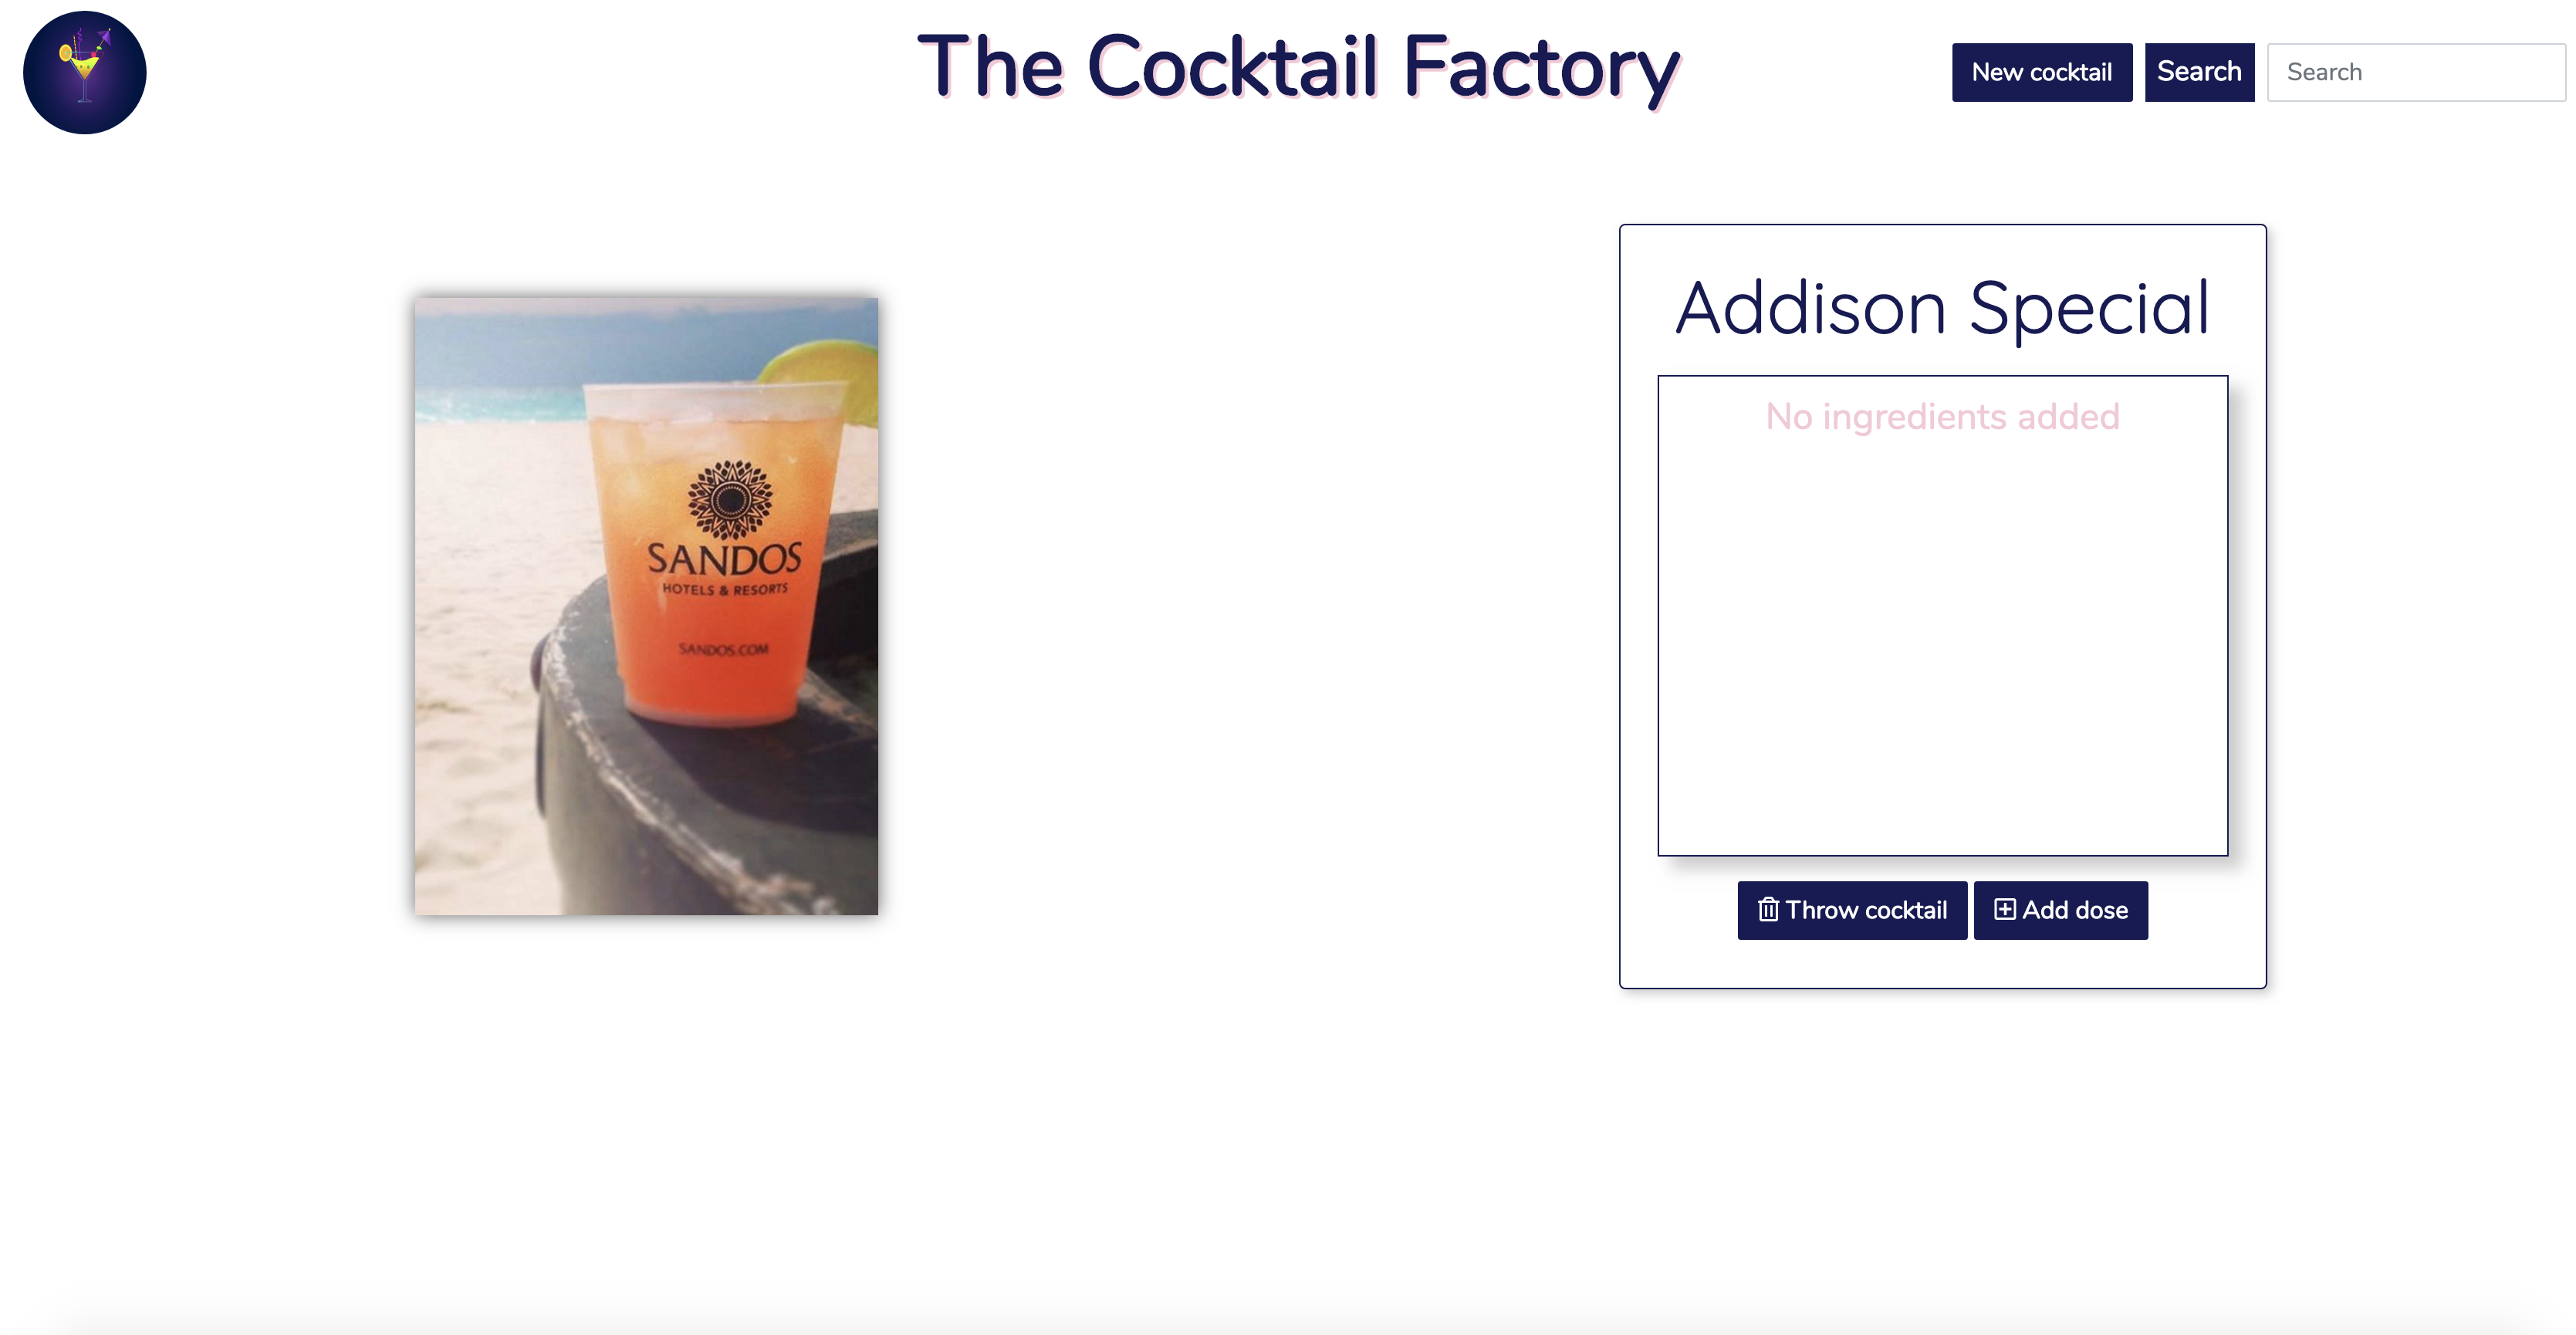 The Cocktail Factory
New cocktail
Search
Search
SANDOS
HOTELS & RESORTS
SANDOS.COM
Addison Special
No ingredients added
Throw cocktail
Add dose